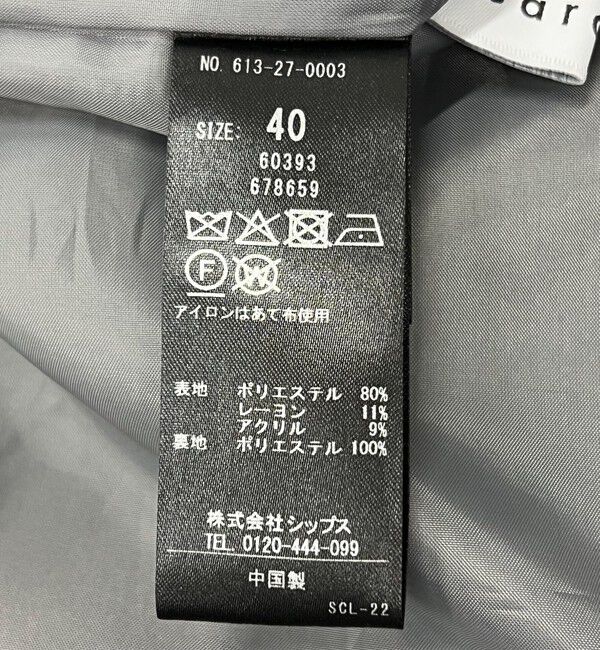 sara
NO. 613-27-0003
SIZE: 40
60393
678659
F W
アイロンはあて布使用
表地 ポリエステル 80%
レーヨン 11%
アクリル 9%
裏地 ポリエステル 100%
株式会社シップス
TEL. 0120-444-099
中国製
SCL-22